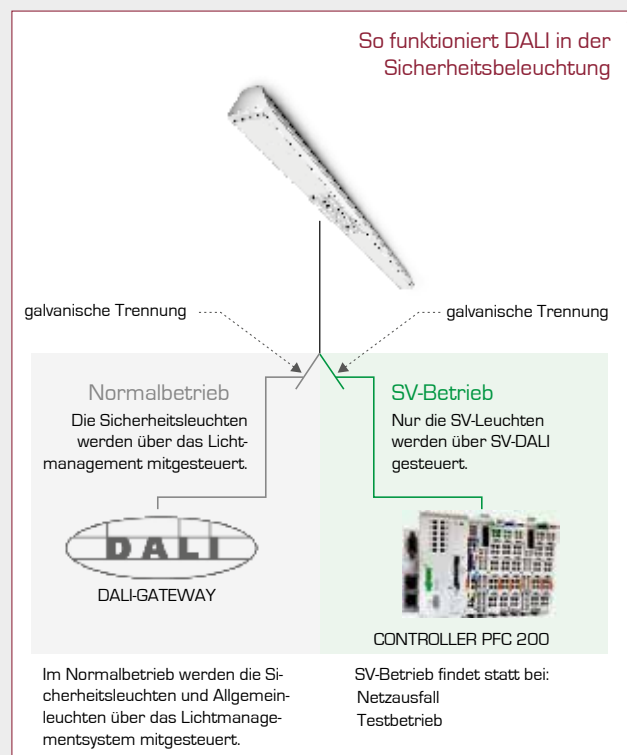 So funktioniert DALI in der
Sicherheitsbeleuchtung
galvanische Trennung
galvanische Trennung
Normalbetrieb
Die Sicherheitsleuchten
werden über das Licht-
management mitgesteuert.
SV-Betrieb
Nur die SV-Leuchten
werden über SV-DALI
gesteuert.
DALI
DALI-GATEWAY
CONTROLLER PFC 200
Im Normalbetrieb werden die Si-
cherheitsleuchten und Allgemein-
leuchten über das Lichtmanage-
mentsystem mitgesteuert.
SV-Betrieb findet statt bei:
Netzausfall
Testbetrieb